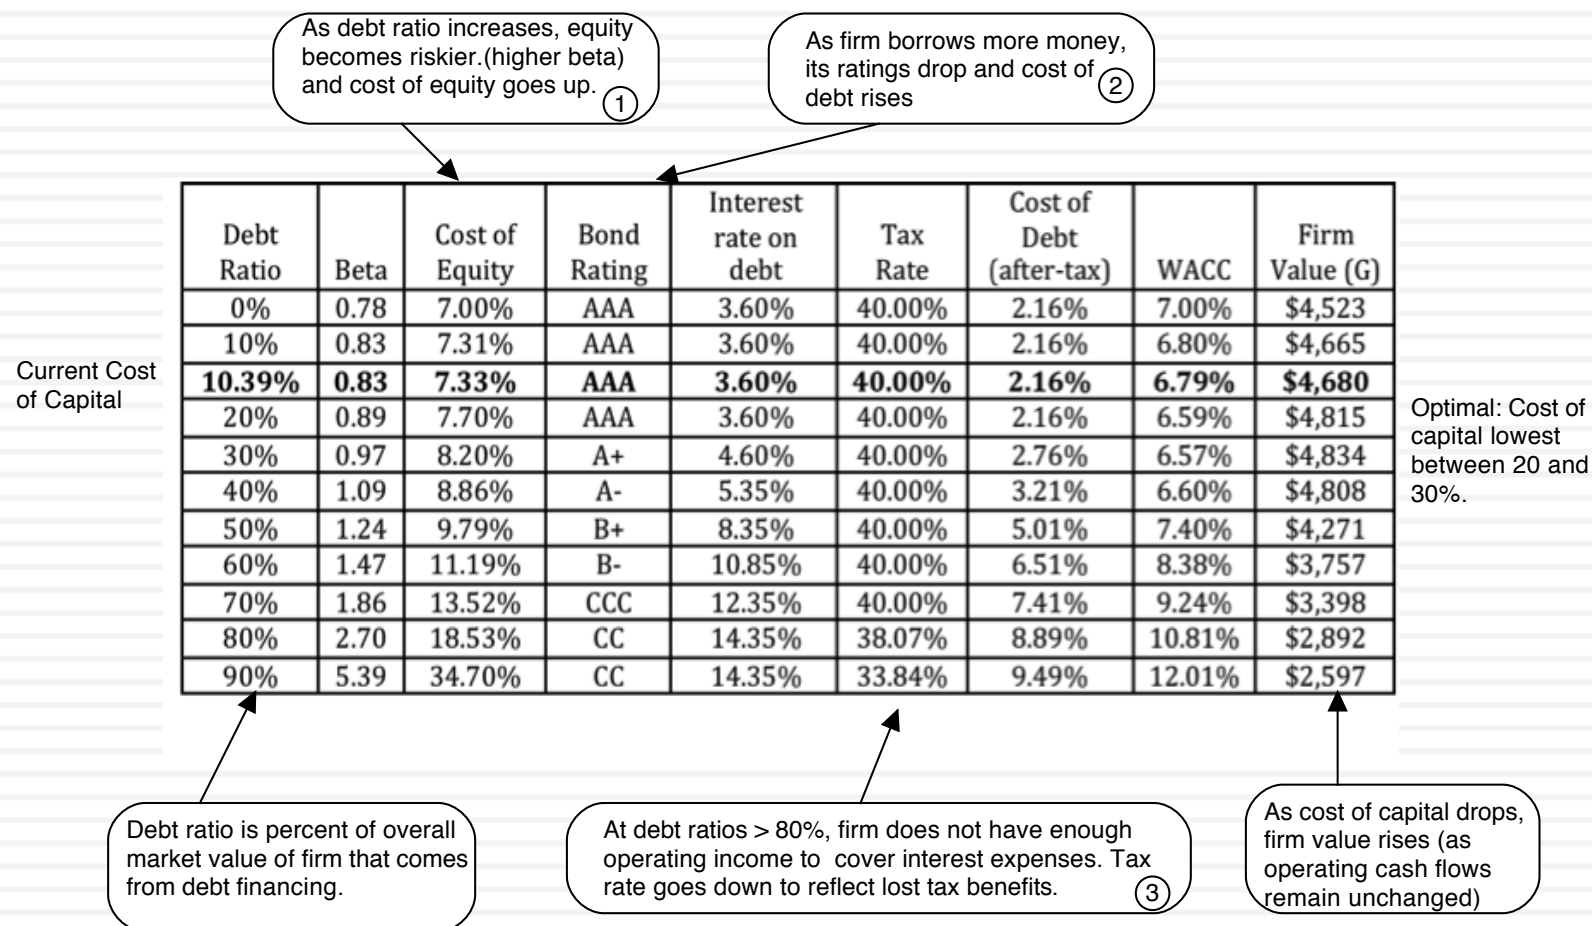 As debt ratio increases, equity
becomes riskier.(higher beta)
and cost of equity goes up.
1
As firm borrows more money,
its ratings drop and cost of
debt rises
2
Debt Ratio Beta Cost of Equity Bond Rating Interest rate on debt Tax Rate Cost of Debt (after-tax) WACC Firm Value (G)
0% 0.78 7.00% AAA 3.60% 40.00% 2.16% 7.00% $4,523
10% 0.83 7.31% AAA 3.60% 40.00% 2.16% 6.80% $4,665
10.39% 0.83 7.33% AAA 3.60% 40.00% 2.16% 6.79% $4,680
20% 0.89 7.70% AAA 3.60% 40.00% 2.16% 6.59% $4,815
30% 0.97 8.20% A+ 4.60% 40.00% 2.76% 6.57% $4,834
40% 1.09 8.86% A- 5.35% 40.00% 3.21% 6.60% $4,808
50% 1.24 9.79% B+ 8.35% 40.00% 5.01% 7.40% $4,271
60% 1.47 11.19% B- 10.85% 40.00% 6.51% 8.38% $3,757
70% 1.86 13.52% CCC 12.35% 40.00% 7.41% 9.24% $3,398
80% 2.70 18.53% CC 14.35% 38.07% 8.89% 10.81% $2,892
90% 5.39 34.70% CC 14.35% 33.84% 9.49% 12.01% $2,597
Current Cost
of Capital
Optimal: Cost of
capital lowest
between 20 and
30%.
Debt ratio is percent of overall
market value of firm that comes
from debt financing.
At debt ratios > 80%, firm does not have enough
operating income to cover interest expenses. Tax
rate goes down to reflect lost tax benefits.
3
As cost of capital drops,
firm value rises (as
operating cash flows
remain unchanged)